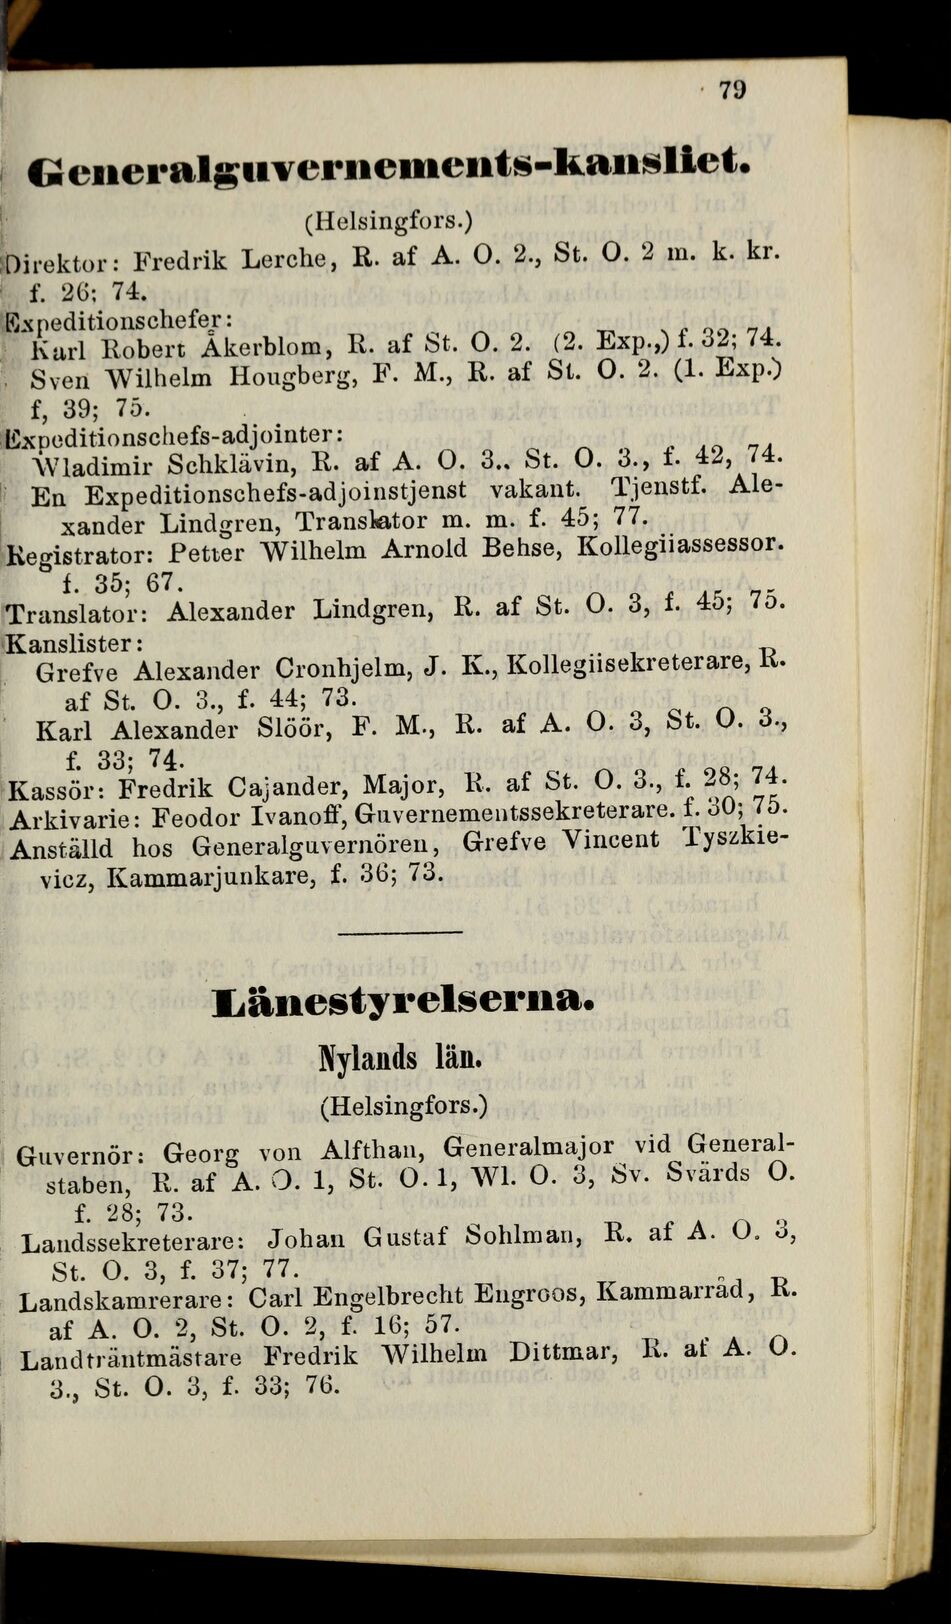 79
Generalguvernements-kansliet.
(Helsingfors.)
Direktor: Fredrik Lerche, R. af A. O. 2., St. O. 2 m. k. kr.
f. 26; 74.
Expeditionschefer:
Karl Robert Åkerblom, R. af St. O. 2. (2. Exp.,) f. 32; 74.
Sven Wilhelm Hougberg, F. M., R. af St. O. 2. (1. Exp.)
f, 39; 75.
Expeditionschefs-adjointer:
Wladimir Schklävin, R. af A. O. 3.. St. O. 3., f. 42, 74.
En Expeditionschefs-adjoinstjenst vakant. Tjenstf. Ale-
xander Lindgren, Translator m. m. f. 45; 77.
Registrator: Petter Wilhelm Arnold Behse, Kollegiiassessor.
f. 35; 67.
Translator: Alexander Lindgren, R. af St. O. 3, f. 45; 75.
Kanslister:
Grefve Alexander Cronhjelm, J. K., Kollegiisekreterare, R.
af St. O. 3., f. 44; 73.
Karl Alexander Slöör, F. M., R. af A. O. 3, St. O. 3.,
f. 33; 74.
Kassör: Fredrik Cajander, Major, R. af St. O. 3., f. 28; 74.
Arkivarie: Feodor Ivanoff, Guvernementssekreterare. f. 30; 75.
Anställd hos Generalguvernören, Grefve Vincent Tyszkie-
vicz, Kammarjunkare, f. 36; 73.
Länestyrelserna.
Nylands län.
(Helsingfors.)
Guvernör: Georg von Alfthan, Generalmajor vid General-
staben, R. af A. O. 1, St. O. 1, Wl. O. 3, Sv. Svärds O.
f. 28; 73.
Landssekreterare: Johan Gustaf Sohlman, R. af A. O. 3,
St. O. 3, f. 37; 77.
Landskamrerare: Carl Engelbrecht Engroos, Kammarråd, R.
af A. O. 2, St. O. 2, f. 16; 57.
Landträntmästare Fredrik Wilhelm Dittmar, R. af A. O.
3., St. O. 3, f. 33; 76.